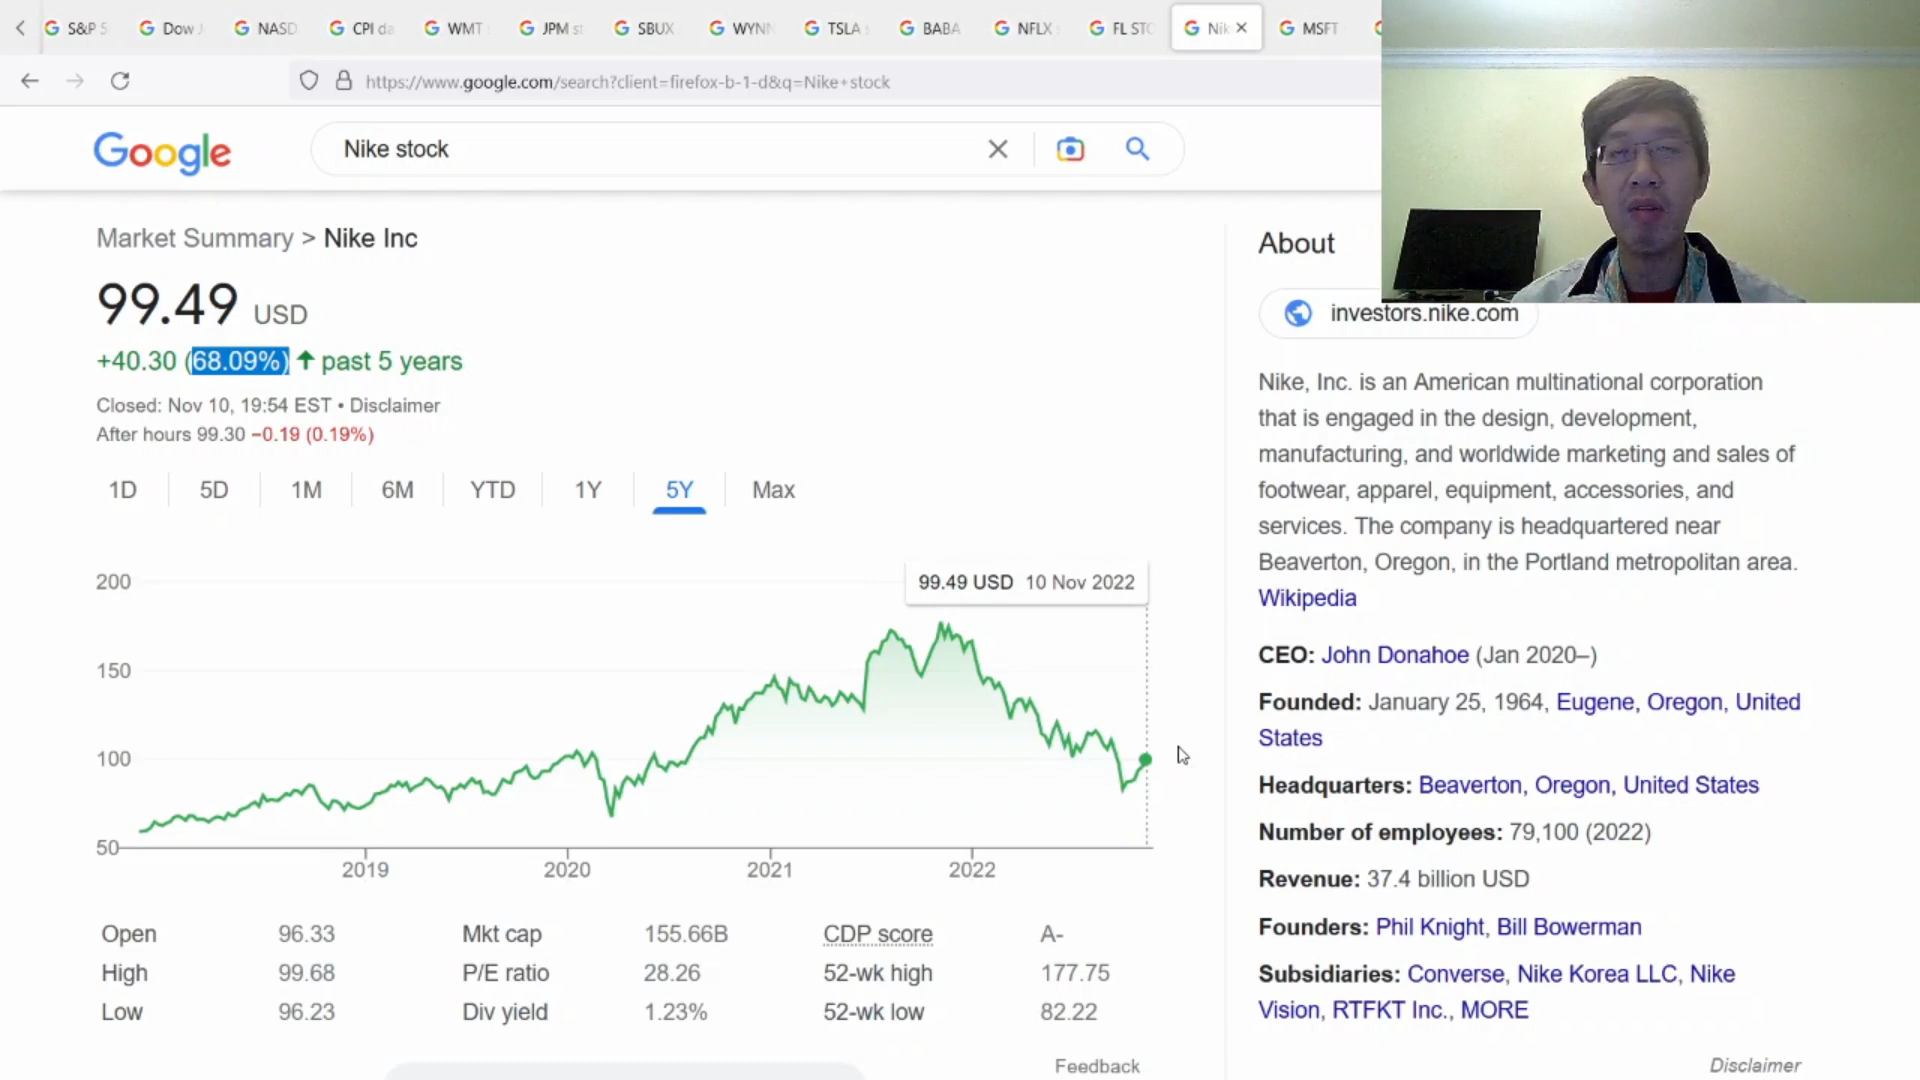 S&P S
Dow J
NASD
CPI da
WMT
JPM st
SBUX
WYNN
TSLA s
BABA
NFLX
FL STO
Nik
MSFT
https://www.google.com/search?client=firefox-b-1-d&q=Nike+stock
Google
Nike stock
Market Summary > Nike Inc
99.49 USD
+40.30 (68.09%) ↑ past 5 years
Closed: Nov 10, 19:54 EST • Disclaimer
After hours 99.30 −0.19 (0.19%)
1D 5D 1M 6M YTD 1Y 5Y Max
99.49 USD 10 Nov 2022
200
150
100
50
2019 2020 2021 2022
Open 96.33 Mkt cap 155.66B CDP score A-
High 99.68 P/E ratio 28.26 52-wk high 177.75
Low 96.23 Div yield 1.23% 52-wk low 82.22
Feedback
About
investors.nike.com
Nike, Inc. is an American multinational corporation
that is engaged in the design, development,
manufacturing, and worldwide marketing and sales of
footwear, apparel, equipment, accessories, and
services. The company is headquartered near
Beaverton, Oregon, in the Portland metropolitan area.
Wikipedia
CEO: John Donahoe (Jan 2020–)
Founded: January 25, 1964, Eugene, Oregon, United
States
Headquarters: Beaverton, Oregon, United States
Number of employees: 79,100 (2022)
Revenue: 37.4 billion USD
Founders: Phil Knight, Bill Bowerman
Subsidiaries: Converse, Nike Korea LLC, Nike
Vision, RTFKT Inc., MORE
Disclaimer